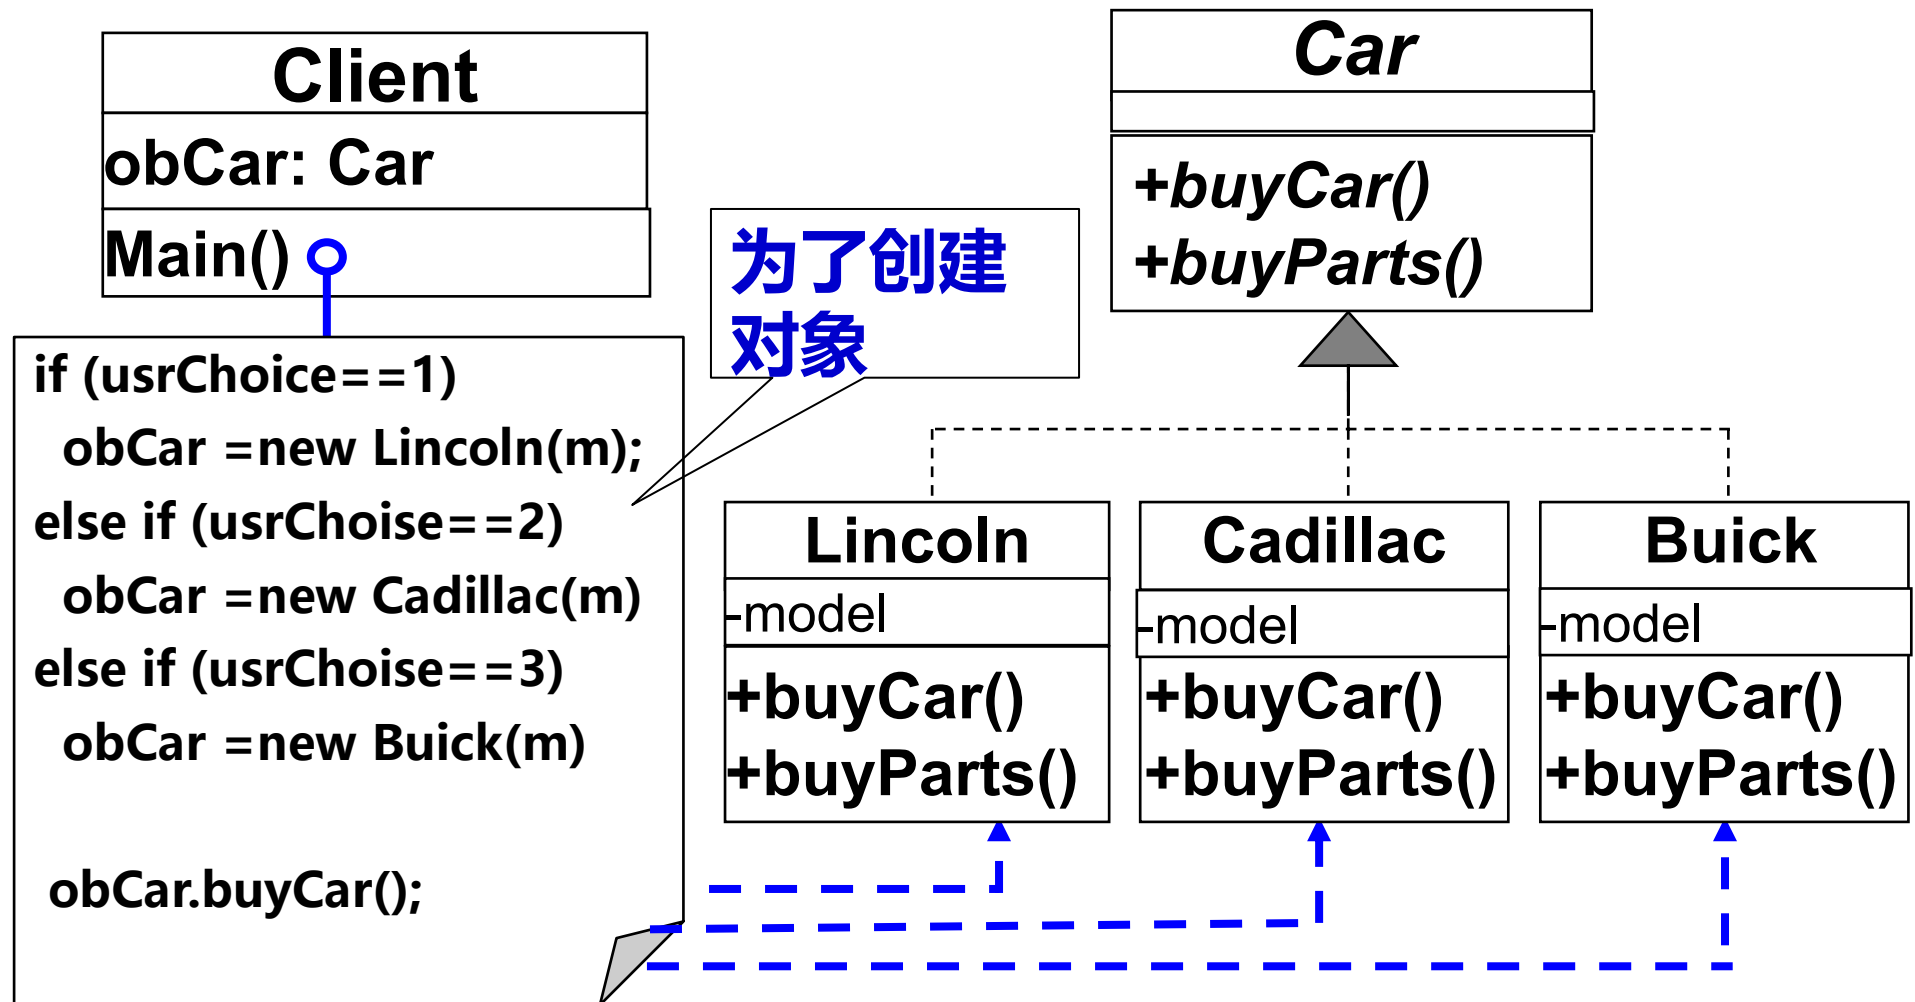 Client
obCar: Car
Main()
if (usrChoice==1)
obCar =new Lincoln(m);
else if (usrChoise==2)
obCar =new Cadillac(m)
else if (usrChoise==3)
obCar =new Buick(m)
obCar.buyCar();
为了创建
对象
Car
+buyCar()
+buyParts()
Lincoln
-model
+buyCar()
+buyParts()
Cadillac
-model
+buyCar()
+buyParts()
Buick
-model
+buyCar()
+buyParts()